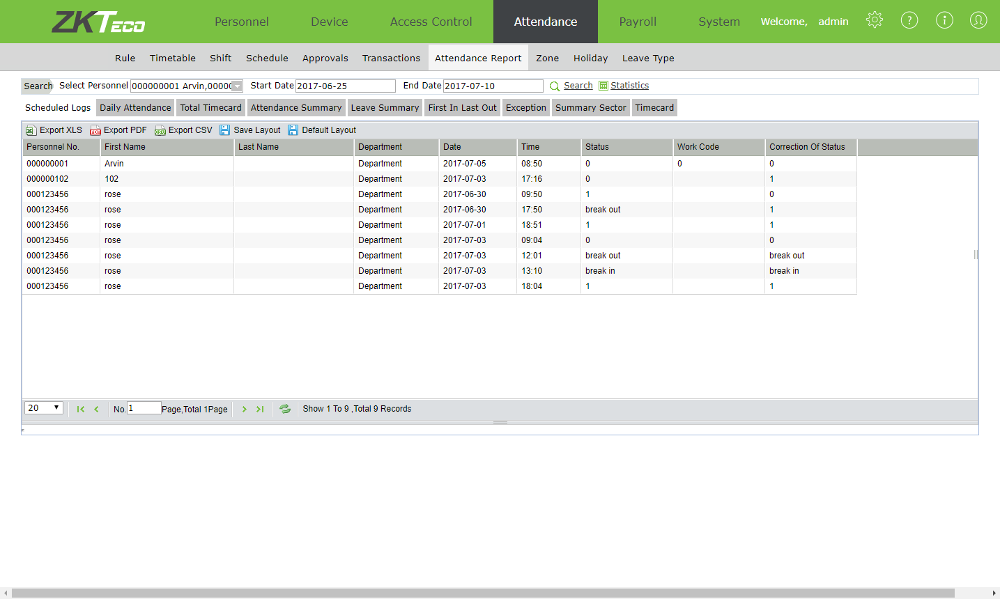 ZKTeco Personnel Device Access Control Attendance Payroll System Welcome, admin
Rule Timetable Shift Schedule Approvals Transactions Attendance Report Zone Holiday Leave Type
Search Select Personnel 000000001 Arvin,0000 Start Date 2017-06-25 End Date 2017-07-10 Search Statistics
Scheduled Logs Daily Attendance Total Timecard Attendance Summary Leave Summary First In Last Out Exception Summary Sector Timecard
Export XLS Export PDF Export CSV Save Layout Default Layout
Personnel No. First Name Last Name Department Date Time Status Work Code Correction Of Status
000000001 Arvin Department 2017-07-05 08:50 0 0 0
000000102 102 Department 2017-07-03 17:16 0 1
000123456 rose Department 2017-06-30 09:50 1 0
000123456 rose Department 2017-06-30 17:50 break out 1
000123456 rose Department 2017-07-01 18:51 1 1
000123456 rose Department 2017-07-03 09:04 0 0
000123456 rose Department 2017-07-03 12:01 break out break out
000123456 rose Department 2017-07-03 13:10 break in break in
000123456 rose Department 2017-07-03 18:04 1 1
20 No. 1 Page,Total 1Page Show 1 To 9 ,Total 9 Records